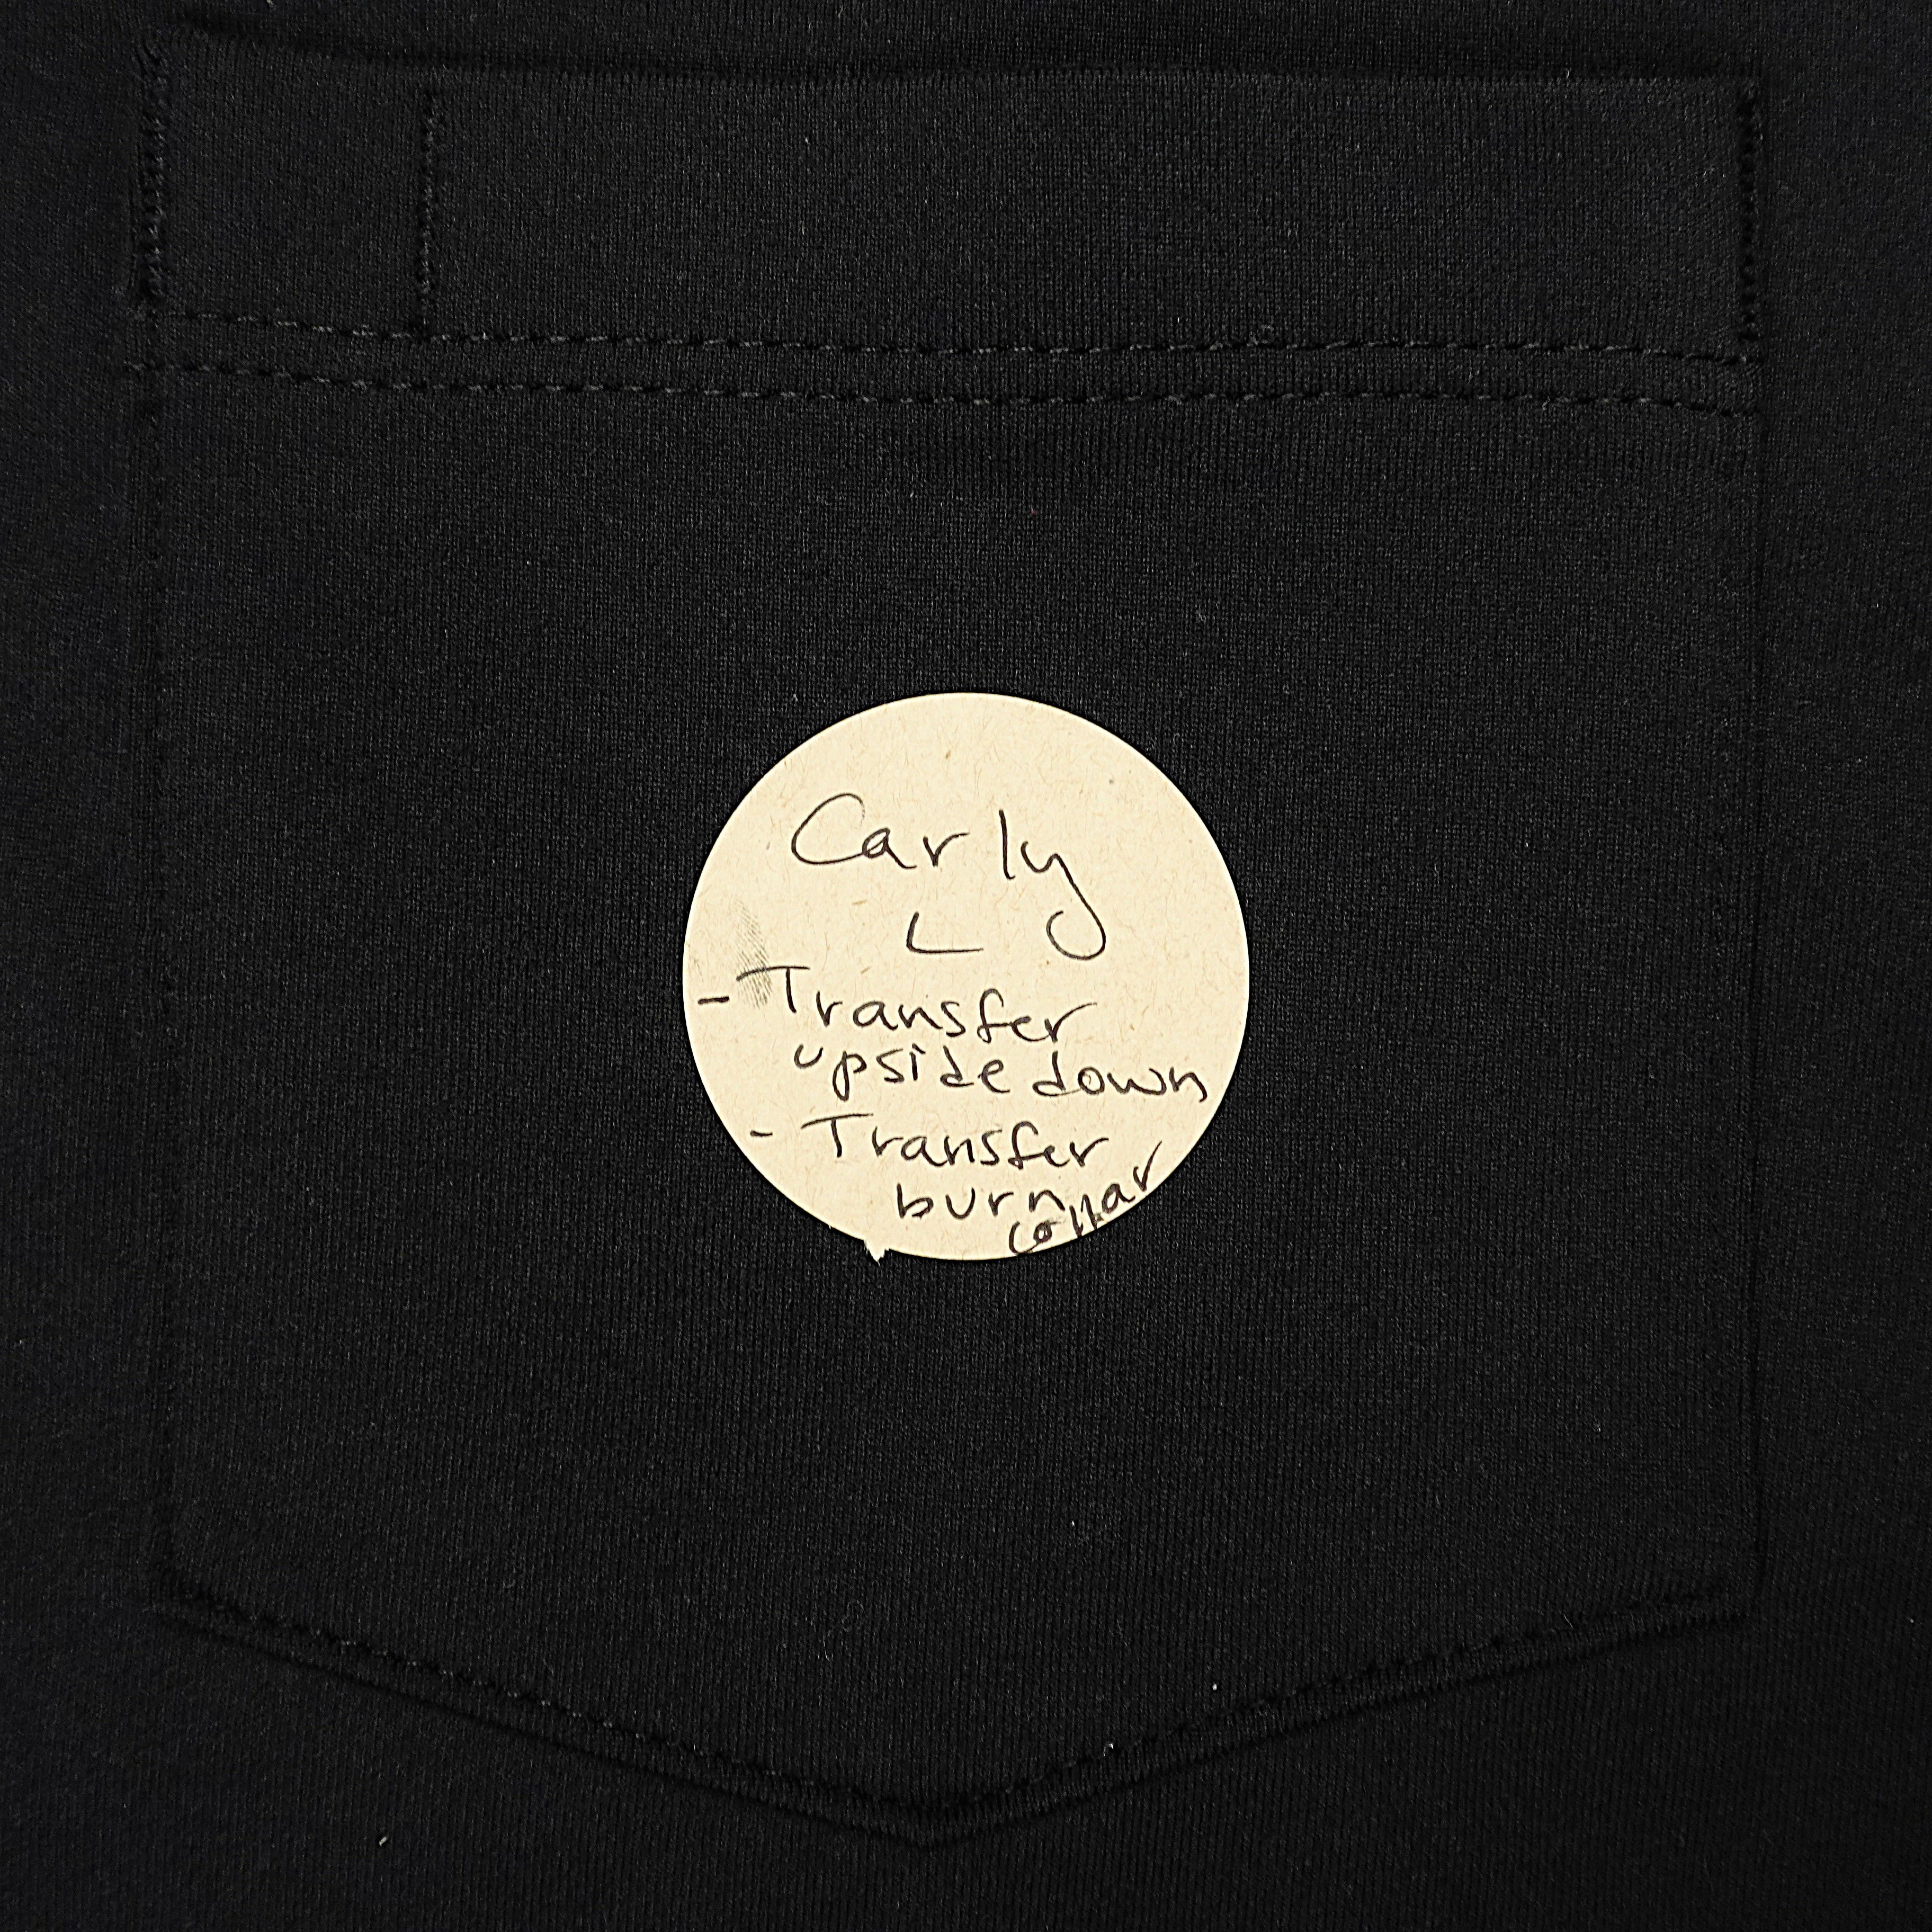 Carly
L
- Transfer
upside down
- Transfer
burn collar